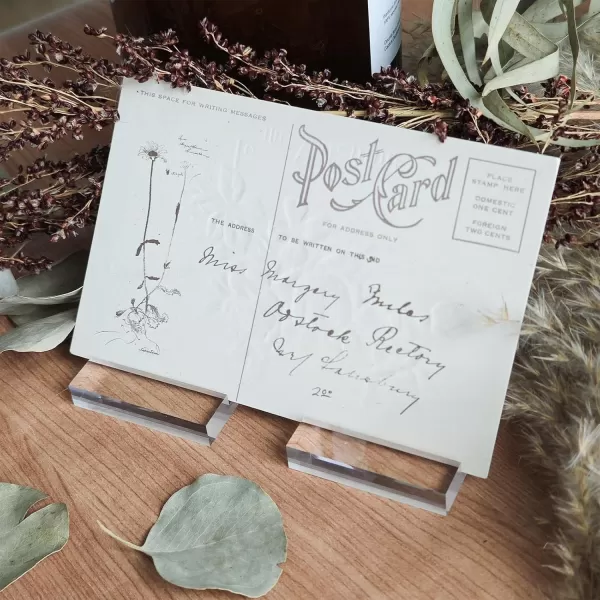 •THIS SPACE FOR WRITING MESSAGES
Post Card
PLACE
STAMP HERE
DOMESTIC
ONE CENT
FOREIGN
TWO CENTS
FOR ADDRESS ONLY
THE ADDRESS TO BE WRITTEN ON THIS
Miss Margery Miles
Rectory
Salisbury